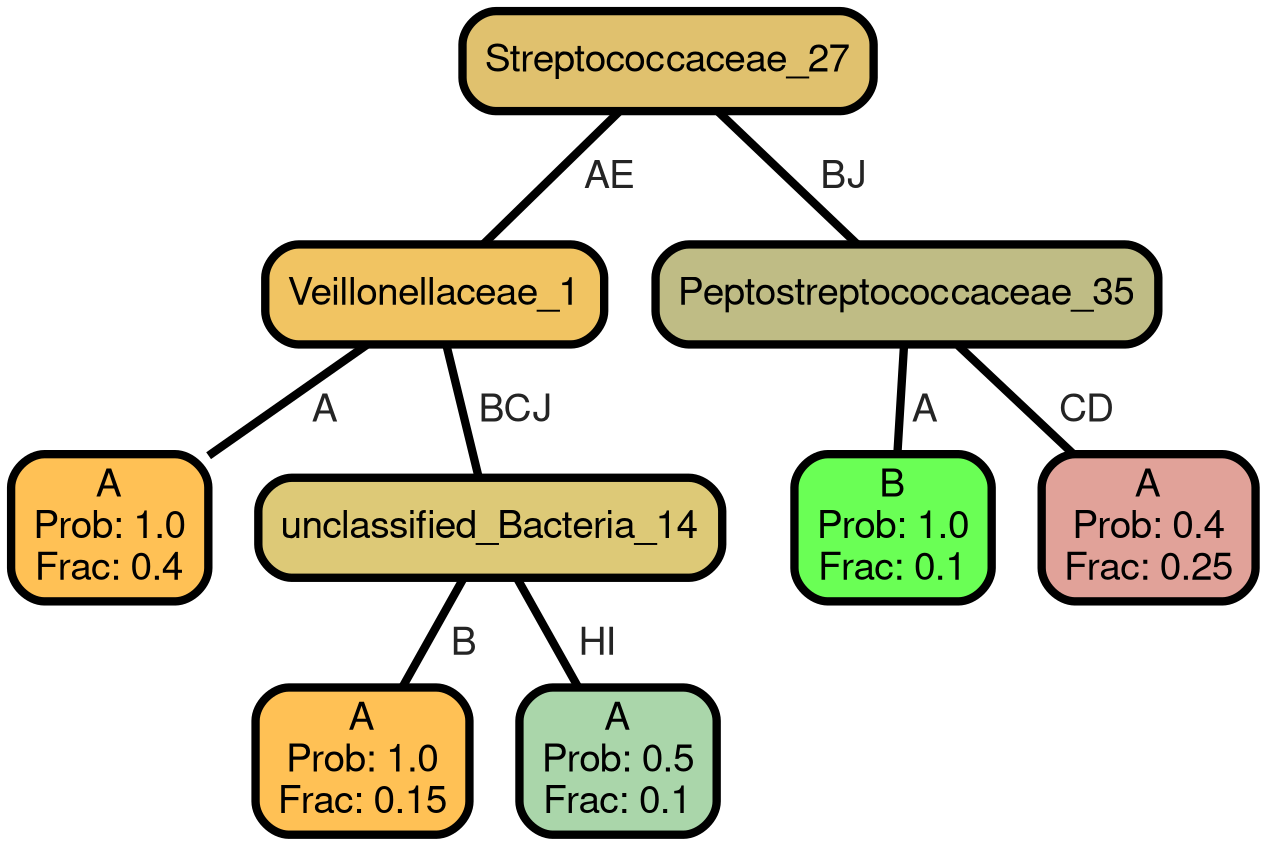 Streptococcaceae_27
AE
BJ
Veillonellaceae_1
Peptostreptococcaceae_35
A
BCJ
A
CD
A
Prob: 1.0
Frac: 0.4
unclassified_Bacteria_14
B
Prob: 1.0
Frac: 0.1
A
Prob: 0.4
Frac: 0.25
B
HI
A
Prob: 1.0
Frac: 0.15
A
Prob: 0.5
Frac: 0.1